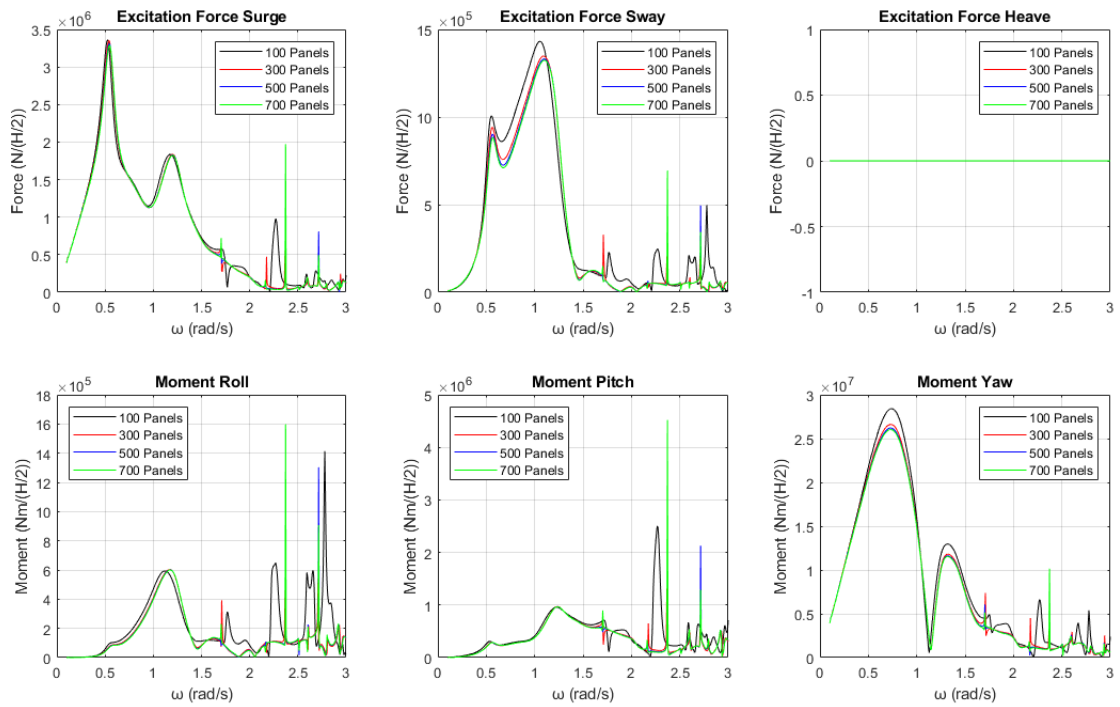 Excitation Force Surge
×10⁶
3.5
3
2.5
2
1.5
1
0.5
0
Force (N/(H/2))
100 Panels
300 Panels
500 Panels
700 Panels
0 0.5 1 1.5 2 2.5 3
ω (rad/s)
Excitation Force Sway
×10⁵
15
10
5
0
Force (N/(H/2))
100 Panels
300 Panels
500 Panels
700 Panels
0 0.5 1 1.5 2 2.5 3
ω (rad/s)
Excitation Force Heave
1
0.5
0
-0.5
-1
Force (N/(H/2))
100 Panels
300 Panels
500 Panels
700 Panels
0 0.5 1 1.5 2 2.5 3
ω (rad/s)
Moment Roll
×10⁵
18
16
14
12
10
8
6
4
2
0
Moment (Nm/(H/2))
100 Panels
300 Panels
500 Panels
700 Panels
0 0.5 1 1.5 2 2.5 3
ω (rad/s)
Moment Pitch
×10⁶
5
4
3
2
1
0
Moment (Nm/(H/2))
100 Panels
300 Panels
500 Panels
700 Panels
0 0.5 1 1.5 2 2.5 3
ω (rad/s)
Moment Yaw
×10⁷
3
2.5
2
1.5
1
0.5
0
Moment (Nm/(H/2))
100 Panels
300 Panels
500 Panels
700 Panels
0 0.5 1 1.5 2 2.5 3
ω (rad/s)